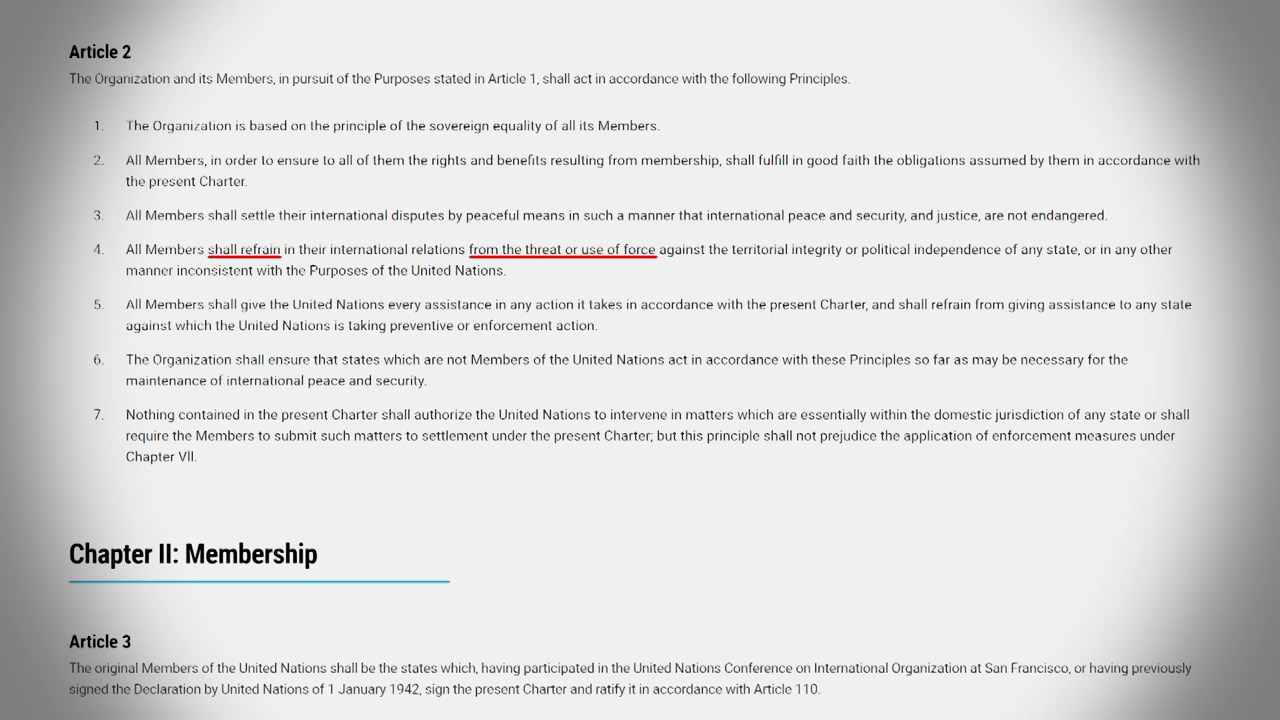 Article 2
The Organization and its Members, in pursuit of the Purposes stated in Article 1, shall act in accordance with the following Principles.
1. The Organization is based on the principle of the sovereign equality of all its Members.
2. All Members, in order to ensure to all of them the rights and benefits resulting from membership, shall fulfill in good faith the obligations assumed by them in accordance with
the present Charter.
3. All Members shall settle their international disputes by peaceful means in such a manner that international peace and security, and justice, are not endangered.
4. All Members shall refrain in their international relations from the threat or use of force against the territorial integrity or political independence of any state, or in any other
manner inconsistent with the Purposes of the United Nations.
5. All Members shall give the United Nations every assistance in any action it takes in accordance with the present Charter, and shall refrain from giving assistance to any state
against which the United Nations is taking preventive or enforcement action.
6. The Organization shall ensure that states which are not Members of the United Nations act in accordance with these Principles so far as may be necessary for the
maintenance of international peace and security.
7. Nothing contained in the present Charter shall authorize the United Nations to intervene in matters which are essentially within the domestic jurisdiction of any state or shall
require the Members to submit such matters to settlement under the present Charter; but this principle shall not prejudice the application of enforcement measures under
Chapter VII.
Chapter II: Membership
Article 3
The original Members of the United Nations shall be the states which, having participated in the United Nations Conference on International Organization at San Francisco, or having previously
signed the Declaration by United Nations of 1 January 1942, sign the present Charter and ratify it in accordance with Article 110.